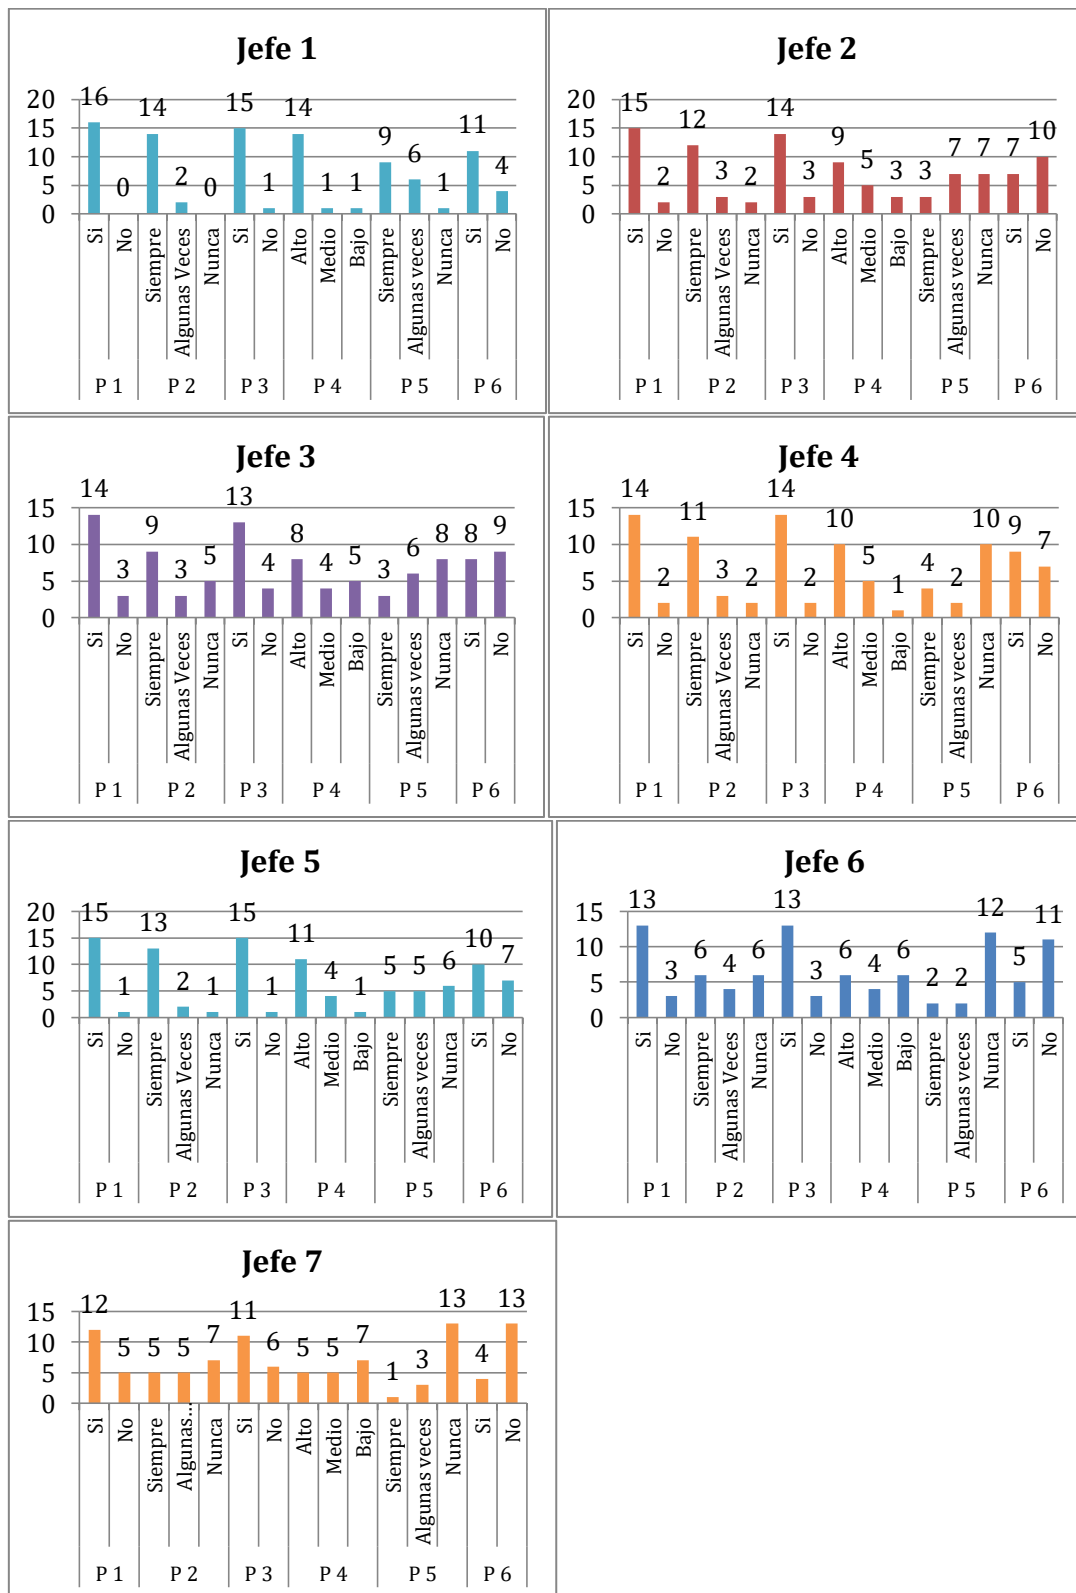 Jefe 1
20
15
10
5
0
16
0
14
2
0
15
1
14
1
1
9
6
1
11
4
Si
No
Siempre
Algunas Veces
Nunca
Si
No
Alto
Medio
Bajo
Siempre
Algunas veces
Nunca
Si
No
P 1
P 2
P 3
P 4
P 5
P 6
Jefe 2
20
15
10
5
0
15
2
12
3
2
14
3
9
5
3
3
7
7
7
10
Si
No
Siempre
Algunas Veces
Nunca
Si
No
Alto
Medio
Bajo
Siempre
Algunas veces
Nunca
Si
No
P 1
P 2
P 3
P 4
P 5
P 6
Jefe 3
15
10
5
0
14
3
9
3
5
13
4
8
4
5
3
6
8
8
9
Si
No
Siempre
Algunas Veces
Nunca
Si
No
Alto
Medio
Bajo
Siempre
Algunas veces
Nunca
Si
No
P 1
P 2
P 3
P 4
P 5
P 6
Jefe 4
15
10
5
0
14
2
11
3
2
14
2
10
5
1
4
2
10
9
7
Si
No
Siempre
Algunas Veces
Nunca
Si
No
Alto
Medio
Bajo
Siempre
Algunas veces
Nunca
Si
No
P 1
P 2
P 3
P 4
P 5
P 6
Jefe 5
20
15
10
5
0
15
1
13
2
1
15
1
11
4
1
5
5
6
10
7
Si
No
Siempre
Algunas Veces
Nunca
Si
No
Alto
Medio
Bajo
Siempre
Algunas veces
Nunca
Si
No
P 1
P 2
P 3
P 4
P 5
P 6
Jefe 6
15
10
5
0
13
3
6
4
6
13
3
6
4
6
2
2
12
5
11
Si
No
Siempre
Algunas Veces
Nunca
Si
No
Alto
Medio
Bajo
Siempre
Algunas veces
Nunca
Si
No
P 1
P 2
P 3
P 4
P 5
P 6
Jefe 7
15
10
5
0
12
5
5
5
7
11
6
5
5
7
1
3
13
4
13
Si
No
Siempre
Algunas...
Nunca
Si
No
Alto
Medio
Bajo
Siempre
Algunas veces
Nunca
Si
No
P 1
P 2
P 3
P 4
P 5
P 6